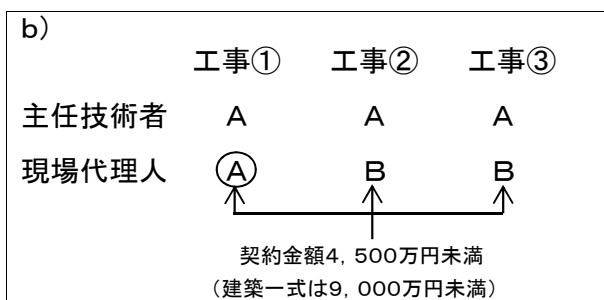 b）
工事① 工事② 工事③
主任技術者 A A A
現場代理人 A B B
契約金額4，500万円未満
（建築一式は9，000万円未満）